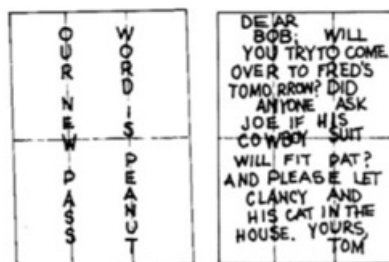 OUR NEW PASS
WORD IS PEANUT
DEAR
BOB: WILL
YOU TRY TO COME
OVER TO FRED'S
TOMORROW? DID
ANYONE ASK
JOE IF HIS
COWBOY SUIT
WILL FIT PAT?
AND PLEASE LET
CLANCY AND
HIS CAT IN THE
HOUSE. YOURS,
TOM